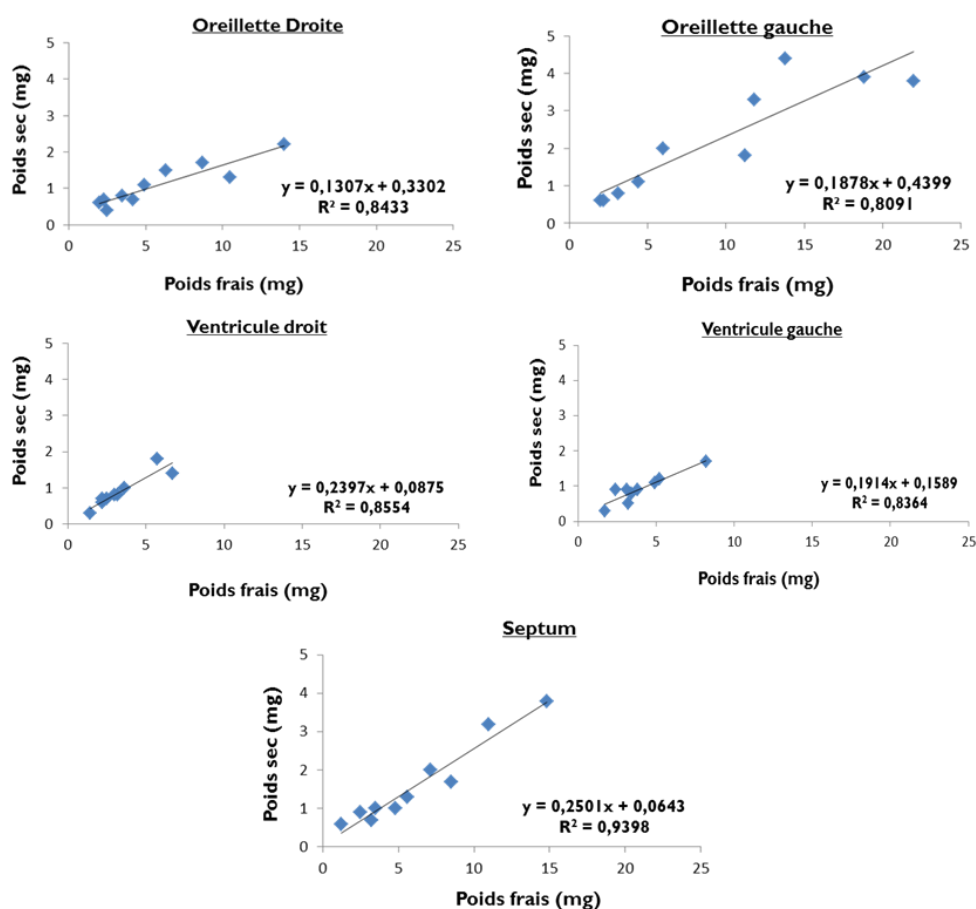 Oreillette Droite
5
4
3
2
1
0
Poids sec (mg)
y = 0,1307x + 0,3302
R² = 0,8433
0 5 10 15 20 25
Poids frais (mg)
Oreillette gauche
5
4
3
2
1
0
Poids sec (mg)
y = 0,1878x + 0,4399
R² = 0,8091
0 5 10 15 20 25
Poids frais (mg)
Ventricule droit
5
4
3
2
1
0
Poids sec (mg)
y = 0,2397x + 0,0875
R² = 0,8554
0 5 10 15 20 25
Poids frais (mg)
Ventricule gauche
5
4
3
2
1
0
Poids sec (mg)
y = 0,1914x + 0,1589
R² = 0,8364
0 5 10 15 20 25
Poids frais (mg)
Septum
5
4
3
2
1
0
Poids sec (mg)
y = 0,2501x + 0,0643
R² = 0,9398
0 5 10 15 20 25
Poids frais (mg)